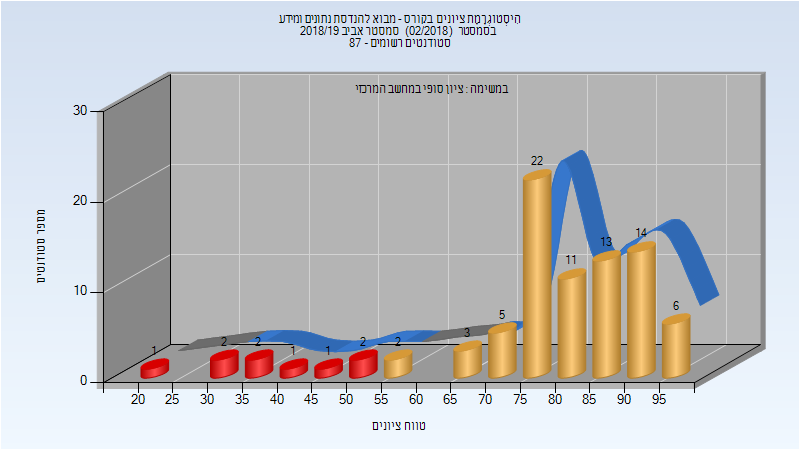 היסטוגרמת ציונים בקורס - מבוא להנדסת נתונים ומידע
בסמסטר (02/2018) סמסטר אביב 2018/19
סטודנטים רשומים - 87
במשימה : ציון סופי במחשב המרכזי
מספר סטודנטים
30
20
10
0
1
2
2
1
1
2
2
3
5
22
11
13
14
6
20 25 30 35 40 45 50 55 60 65 70 75 80 85 90 95
טווח ציונים